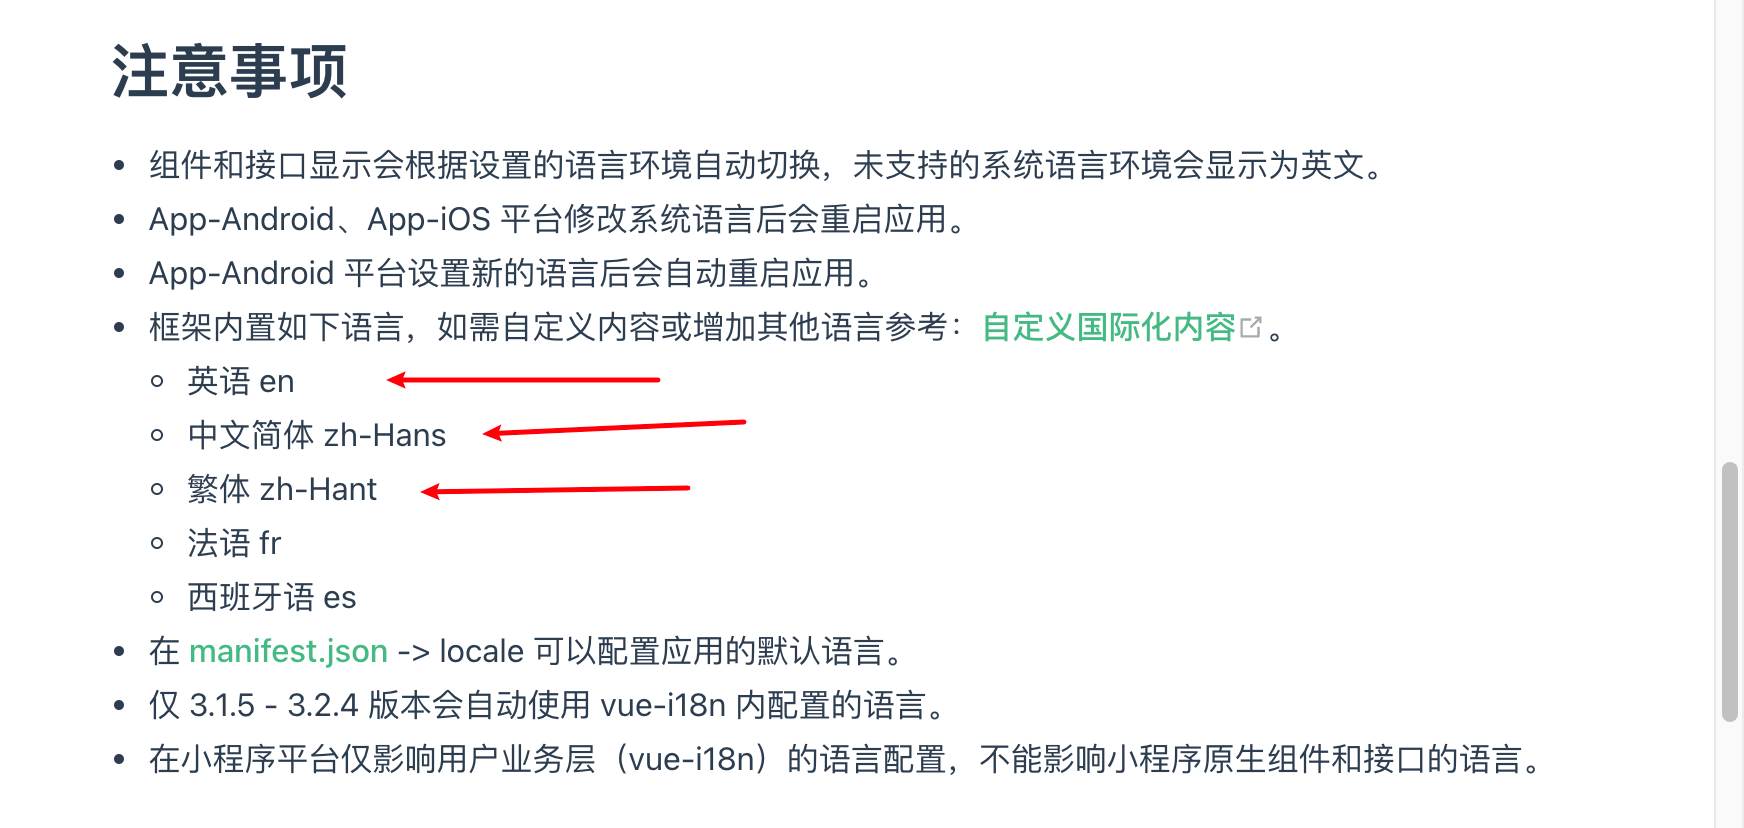 注意事项
组件和接口显示会根据设置的语言环境自动切换，未支持的系统语言环境会显示为英文。
App-Android、App-iOS 平台修改系统语言后会重启应用。
App-Android 平台设置新的语言后会自动重启应用。
框架内置如下语言，如需自定义内容或增加其他语言参考：自定义国际化内容。
英语 en
中文简体 zh-Hans
繁体 zh-Hant
法语 fr
西班牙语 es
在 manifest.json -> locale 可以配置应用的默认语言。
仅 3.1.5 - 3.2.4 版本会自动使用 vue-i18n 内配置的语言。
在小程序平台仅影响用户业务层（vue-i18n）的语言配置，不能影响小程序原生组件和接口的语言。